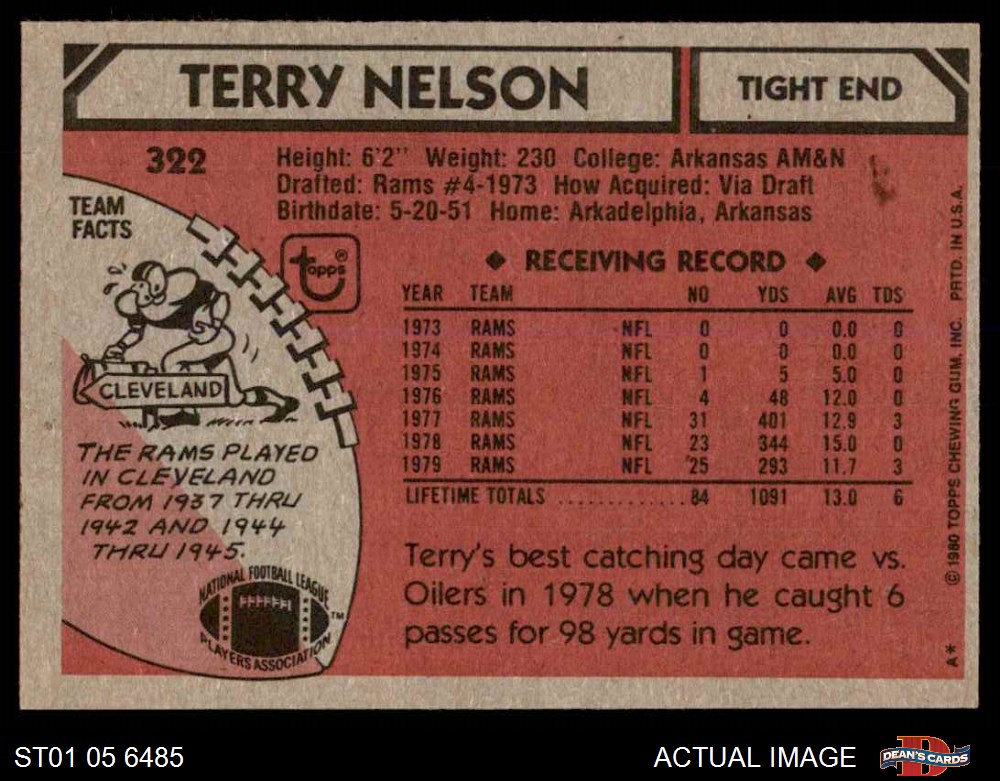 TERRY NELSON
TIGHT END
322
Height: 6'2" Weight: 230 College: Arkansas AM&N
Drafted: Rams #4-1973 How Acquired: Via Draft
Birthdate: 5-20-51 Home: Arkadelphia, Arkansas
TEAM
FACTS
topps®
CLEVELAND
THE RAMS PLAYED
IN CLEVELAND
FROM 1937 THRU
1942 AND 1944
THRU 1945.
NATIONAL FOOTBALL LEAGUE
PLAYERS ASSOCIATION
TM
◆ RECEIVING RECORD ◆
YEAR TEAM NO YDS AVG TDS
1973 RAMS NFL 0 0 0.0 0
1974 RAMS NFL 0 0 0.0 0
1975 RAMS NFL 1 5 5.0 0
1976 RAMS NFL 4 48 12.0 0
1977 RAMS NFL 31 401 12.9 3
1978 RAMS NFL 23 344 15.0 0
1979 RAMS NFL 25 293 11.7 3
LIFETIME TOTALS ............ 84 1091 13.0 6
Terry's best catching day came vs.
Oilers in 1978 when he caught 6
passes for 98 yards in game.
A* © 1980 TOPPS CHEWING GUM, INC. PRTD. IN U.S.A.
ST01 05 6485
ACTUAL IMAGE
DEAN'S CARDS